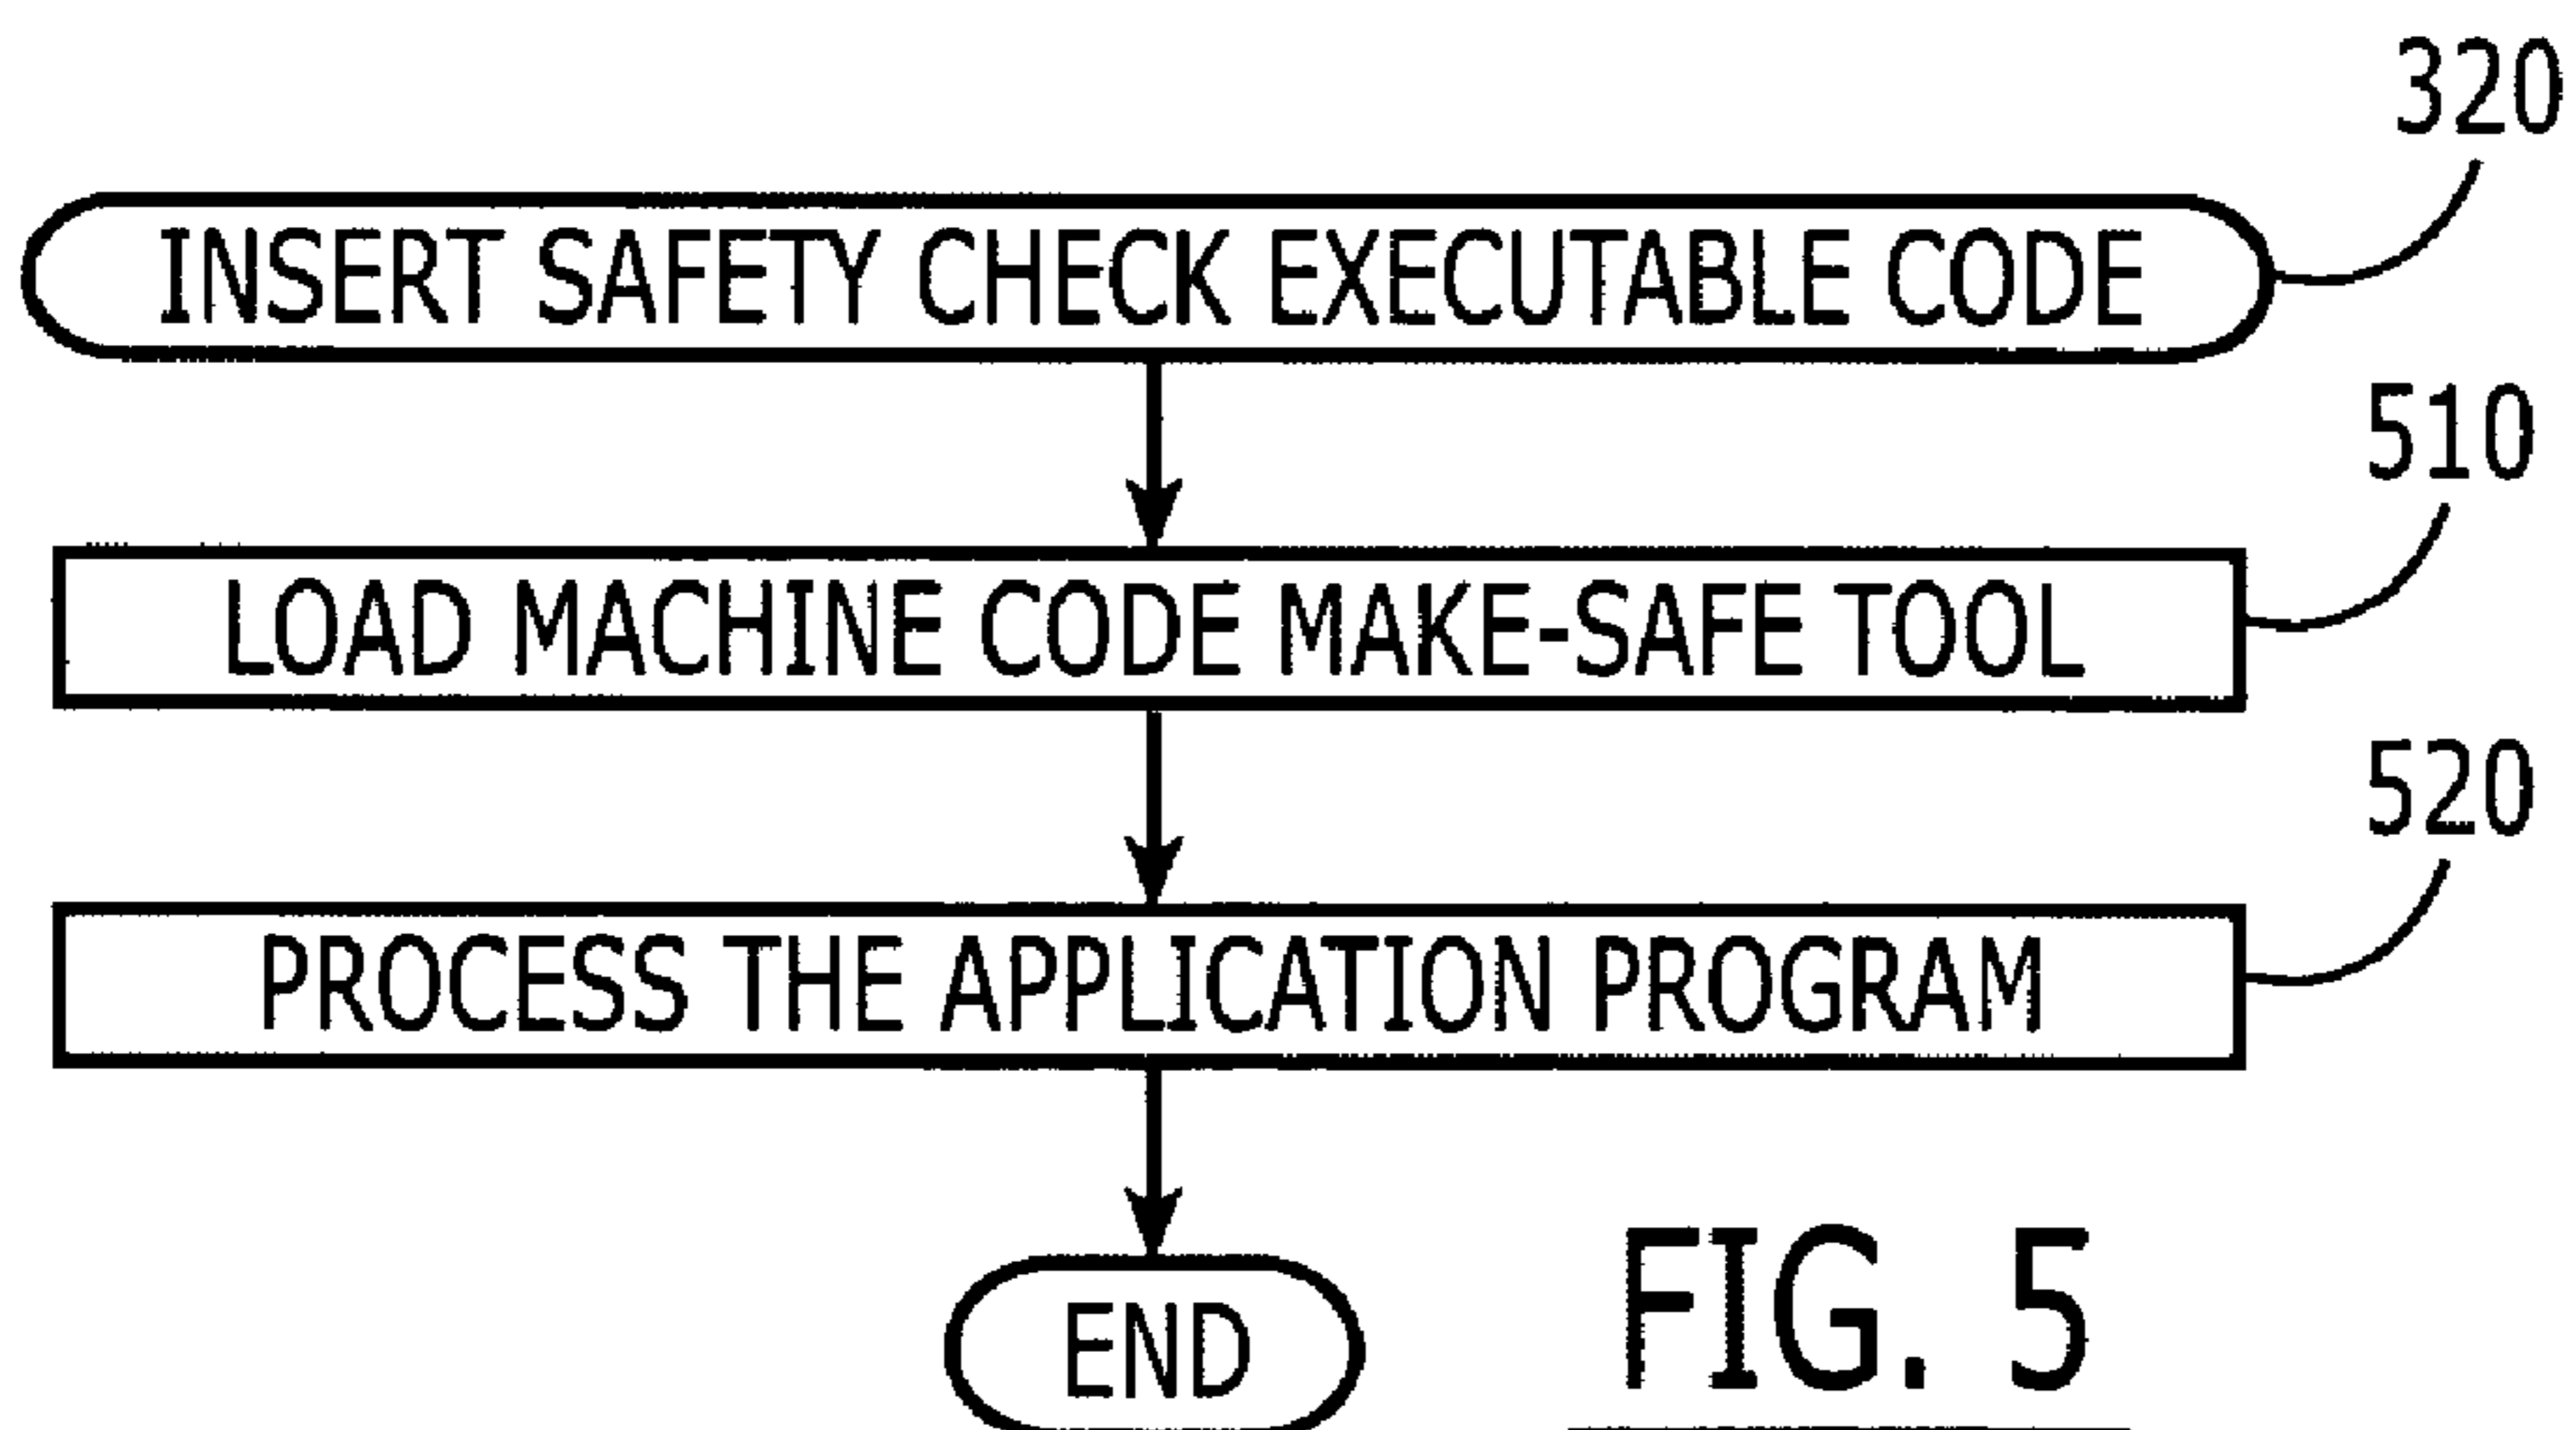 320
INSERT SAFETY CHECK EXECUTABLE CODE
510
LOAD MACHINE CODE MAKE-SAFE TOOL
520
PROCESS THE APPLICATION PROGRAM
END
FIG. 5